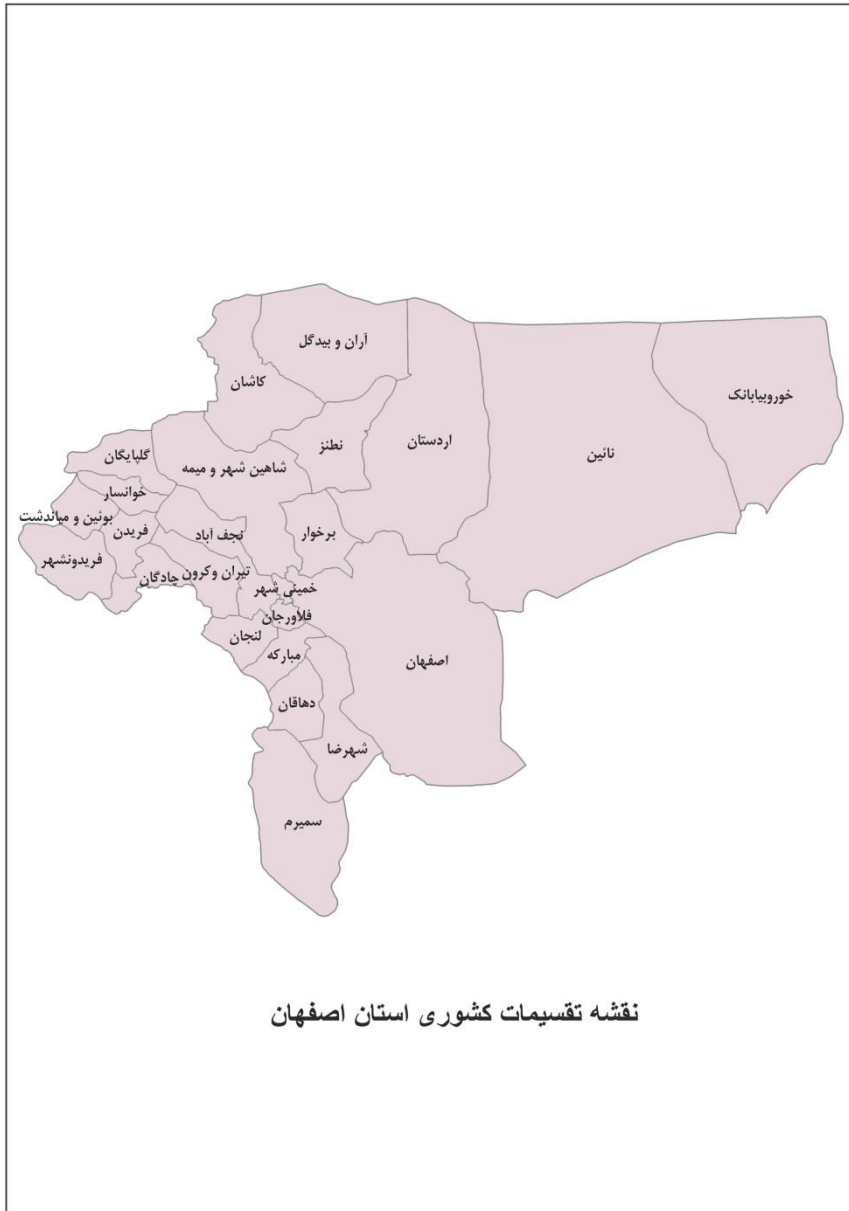 آران و بیدگل
کاشان
خوروبیابانک
نطنز
اردستان
نائین
گلپایگان
شاهین شهر و میمه
خوانسار
بوئین و میاندشت
فریدن
نجف آباد
برخوار
فریدونشهر
چادگان
تیران وکرون
خمینی شهر
فلاورجان
لنجان
مبارکه
اصفهان
دهاقان
شهرضا
سمیرم
نقشه تقسیمات کشوری استان اصفهان